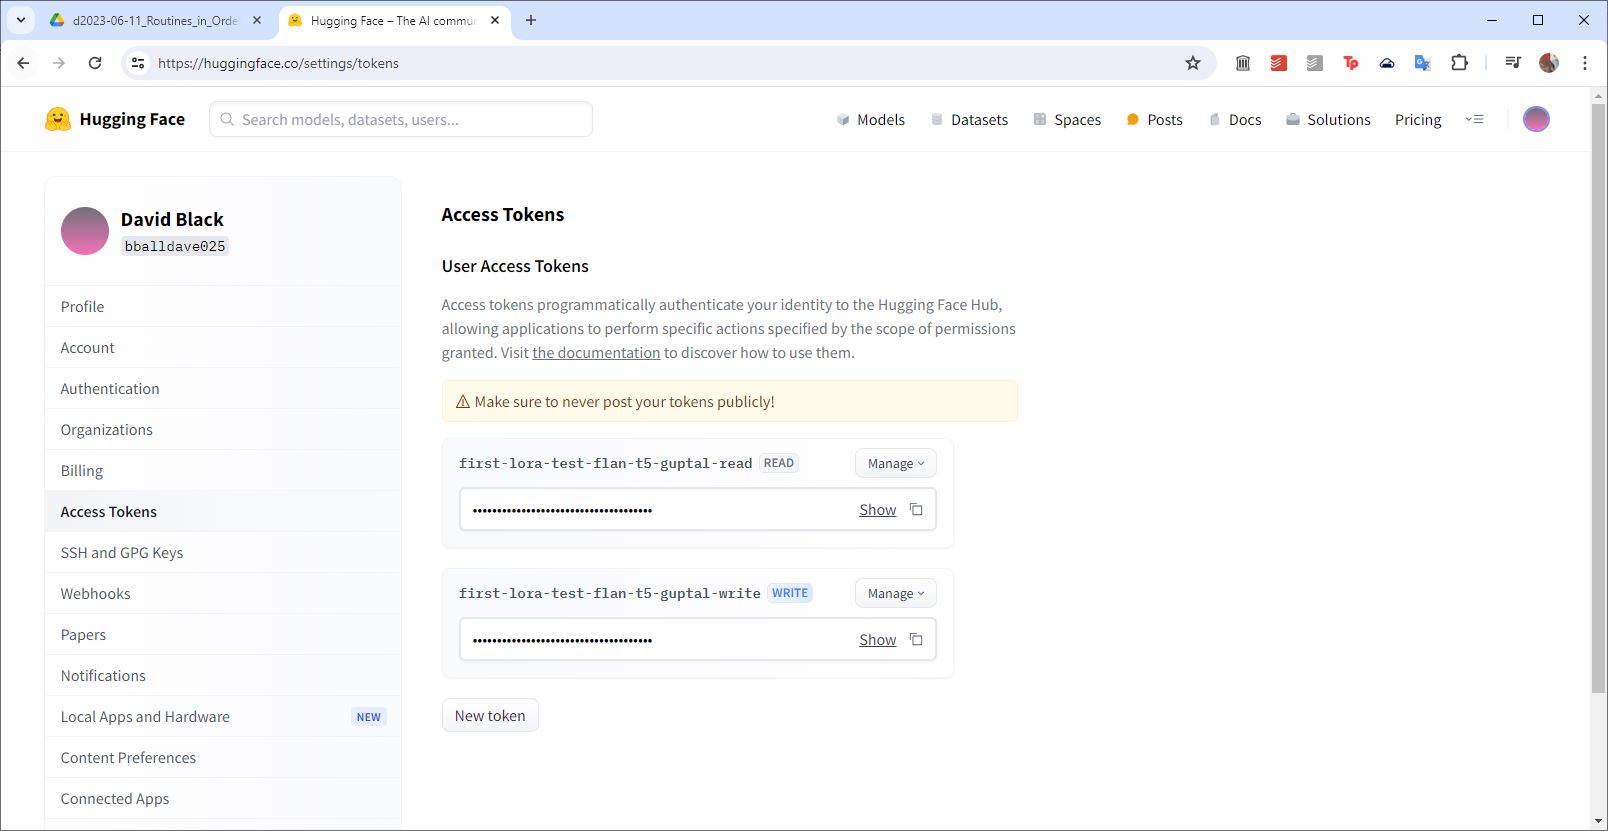 d2023-06-11_Routines_in_Orde
Hugging Face – The AI commun
https://huggingface.co/settings/tokens
Hugging Face
Search models, datasets, users...
Models
Datasets
Spaces
Posts
Docs
Solutions
Pricing
David Black
bballdave025
Profile
Account
Authentication
Organizations
Billing
Access Tokens
SSH and GPG Keys
Webhooks
Papers
Notifications
Local Apps and Hardware NEW
Content Preferences
Connected Apps
Access Tokens
User Access Tokens
Access tokens programmatically authenticate your identity to the Hugging Face Hub,
allowing applications to perform specific actions specified by the scope of permissions
granted. Visit the documentation to discover how to use them.
⚠ Make sure to never post your tokens publicly!
first-lora-test-flan-t5-guptal-read READ Manage
••••••••••••••••••••••••••••••••••••• Show
first-lora-test-flan-t5-guptal-write WRITE Manage
••••••••••••••••••••••••••••••••••••• Show
New token